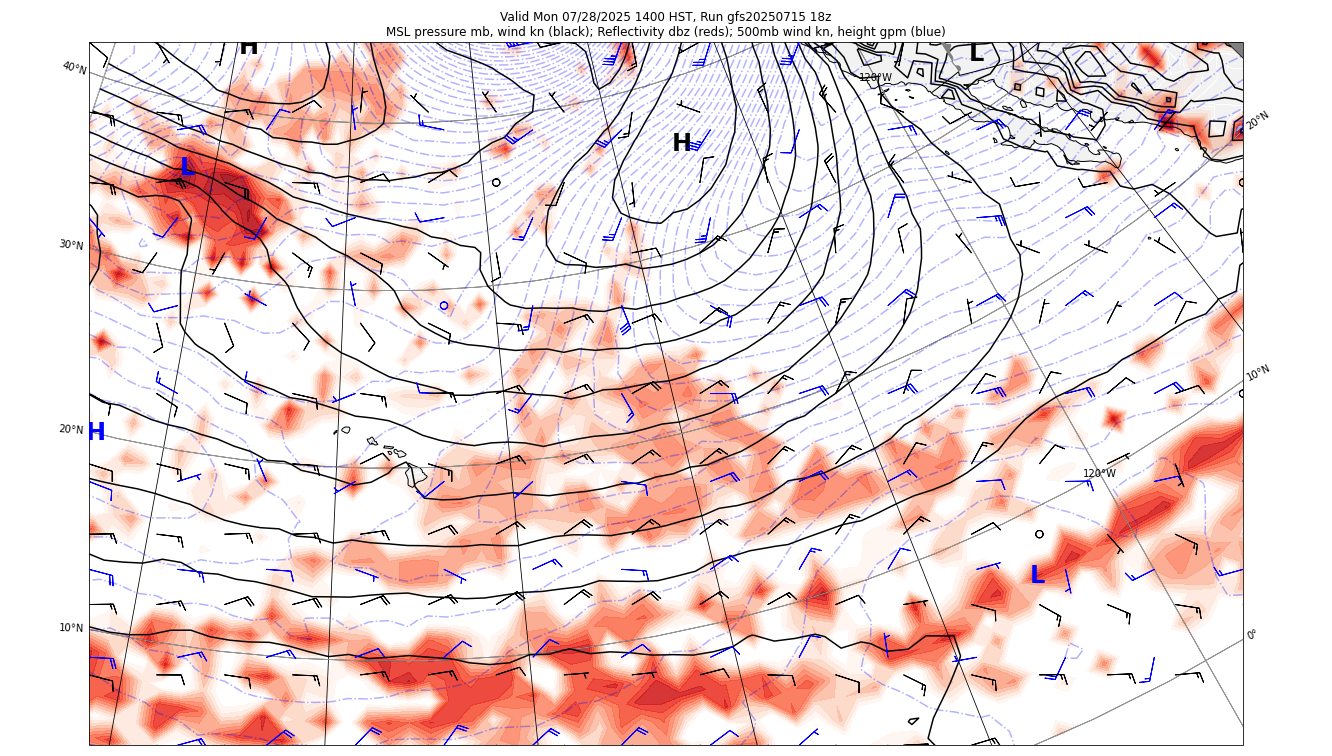 Valid Mon 07/28/2025 1400 HST, Run gfs20250715 18z
MSL pressure mb, wind kn (black); Reflectivity dbz (reds); 500mb wind kn, height gpm (blue)
H
L
40°N
120°W
20°N
H
L
30°N
10°N
20°N
H
120°W
L
10°N
0°